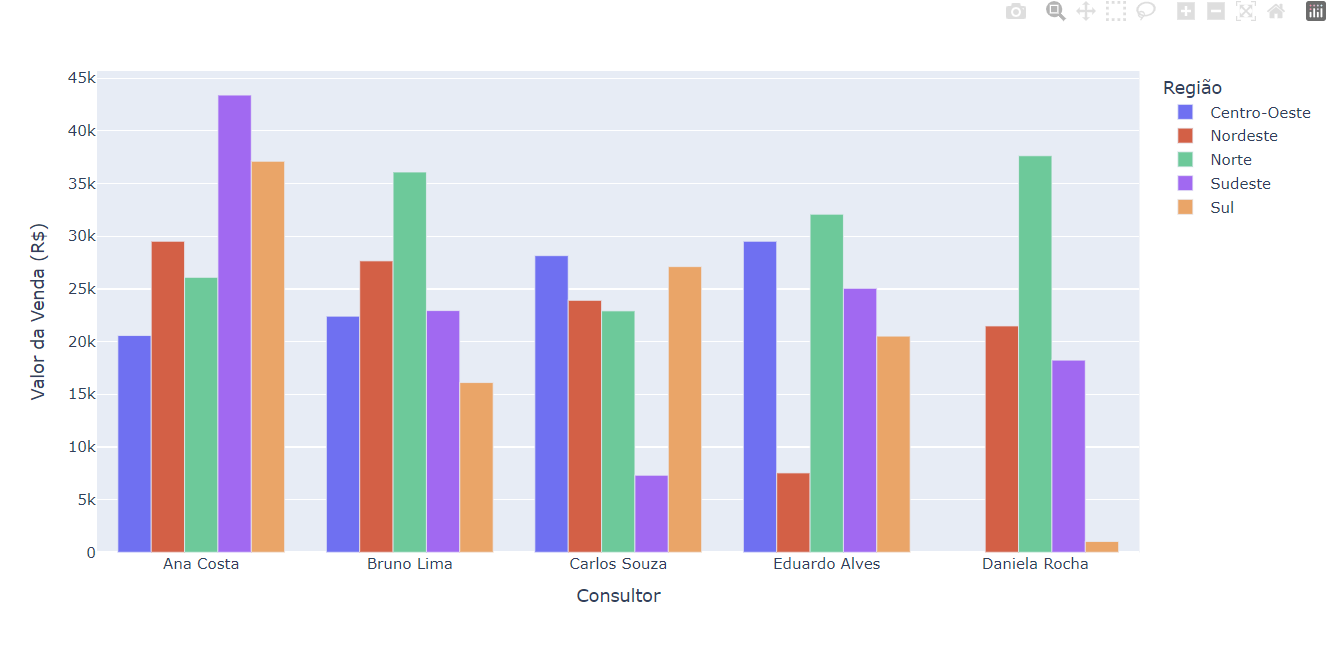 45k
40k
35k
30k
25k
20k
15k
10k
5k
0
Valor da Venda (R$)
Ana Costa
Bruno Lima
Carlos Souza
Eduardo Alves
Daniela Rocha
Consultor
Região
Centro-Oeste
Nordeste
Norte
Sudeste
Sul